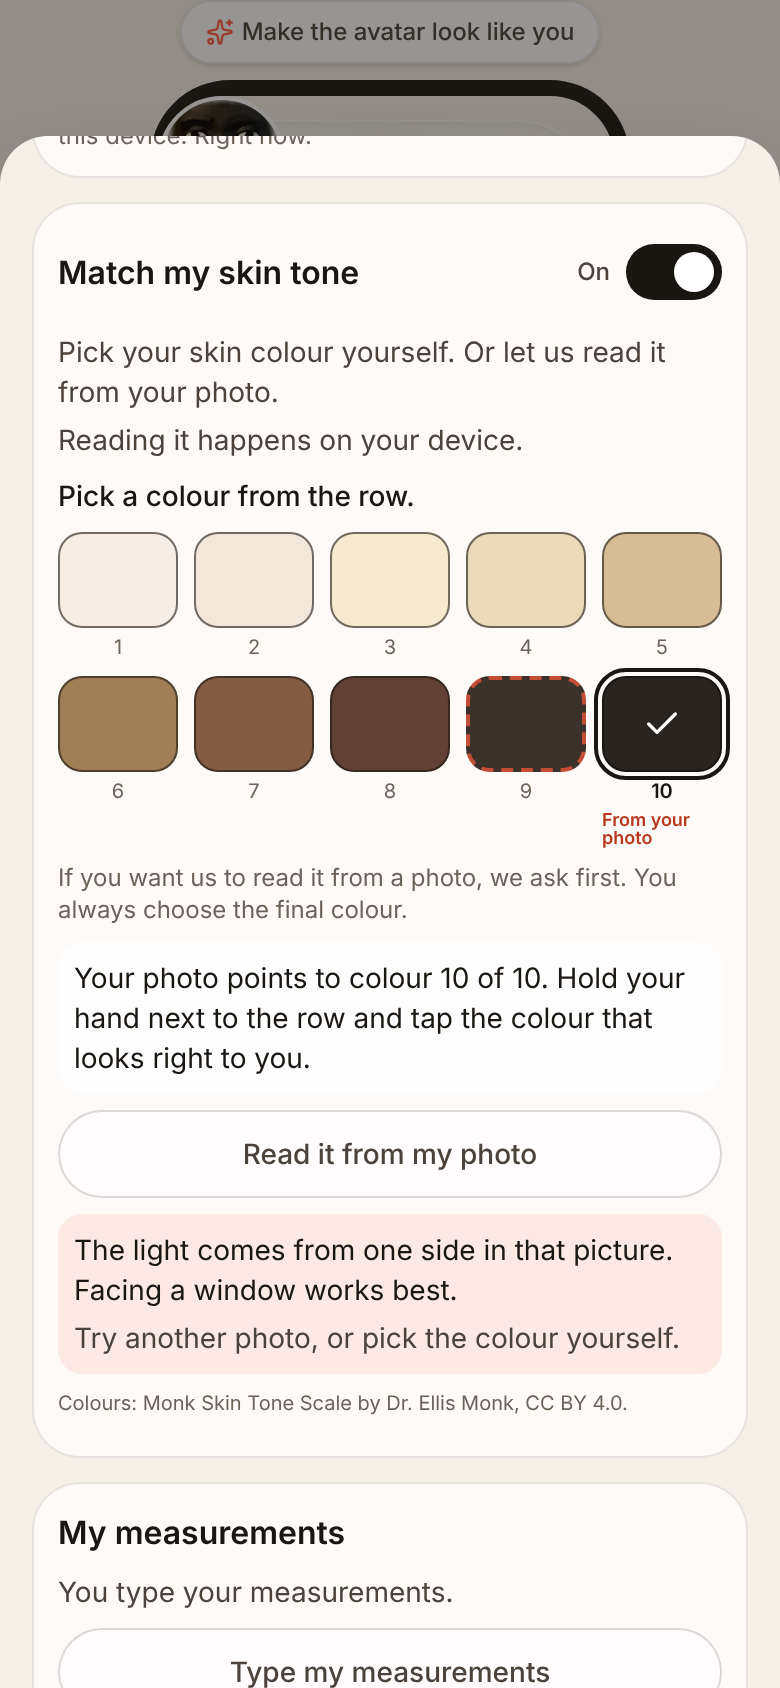 Make the avatar look like you
this device. Right now.
Match my skin tone
On
Pick your skin colour yourself. Or let us read it
from your photo.
Reading it happens on your device.
Pick a colour from the row.
1
2
3
4
5
6
7
8
9
10
From your
photo
If you want us to read it from a photo, we ask first. You
always choose the final colour.
Your photo points to colour 10 of 10. Hold your
hand next to the row and tap the colour that
looks right to you.
Read it from my photo
The light comes from one side in that picture.
Facing a window works best.
Try another photo, or pick the colour yourself.
Colours: Monk Skin Tone Scale by Dr. Ellis Monk, CC BY 4.0.
My measurements
You type your measurements.
Type my measurements